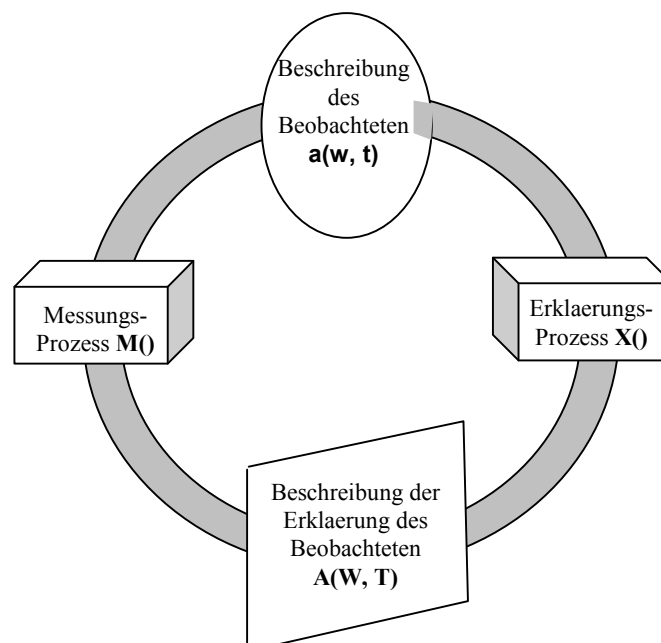 Beschreibung
des
Beobachteten
a(w, t)
Messungs-
Prozess M()
Erklaerungs-
Prozess X()
Beschreibung der
Erklaerung des
Beobachteten
A(W, T)